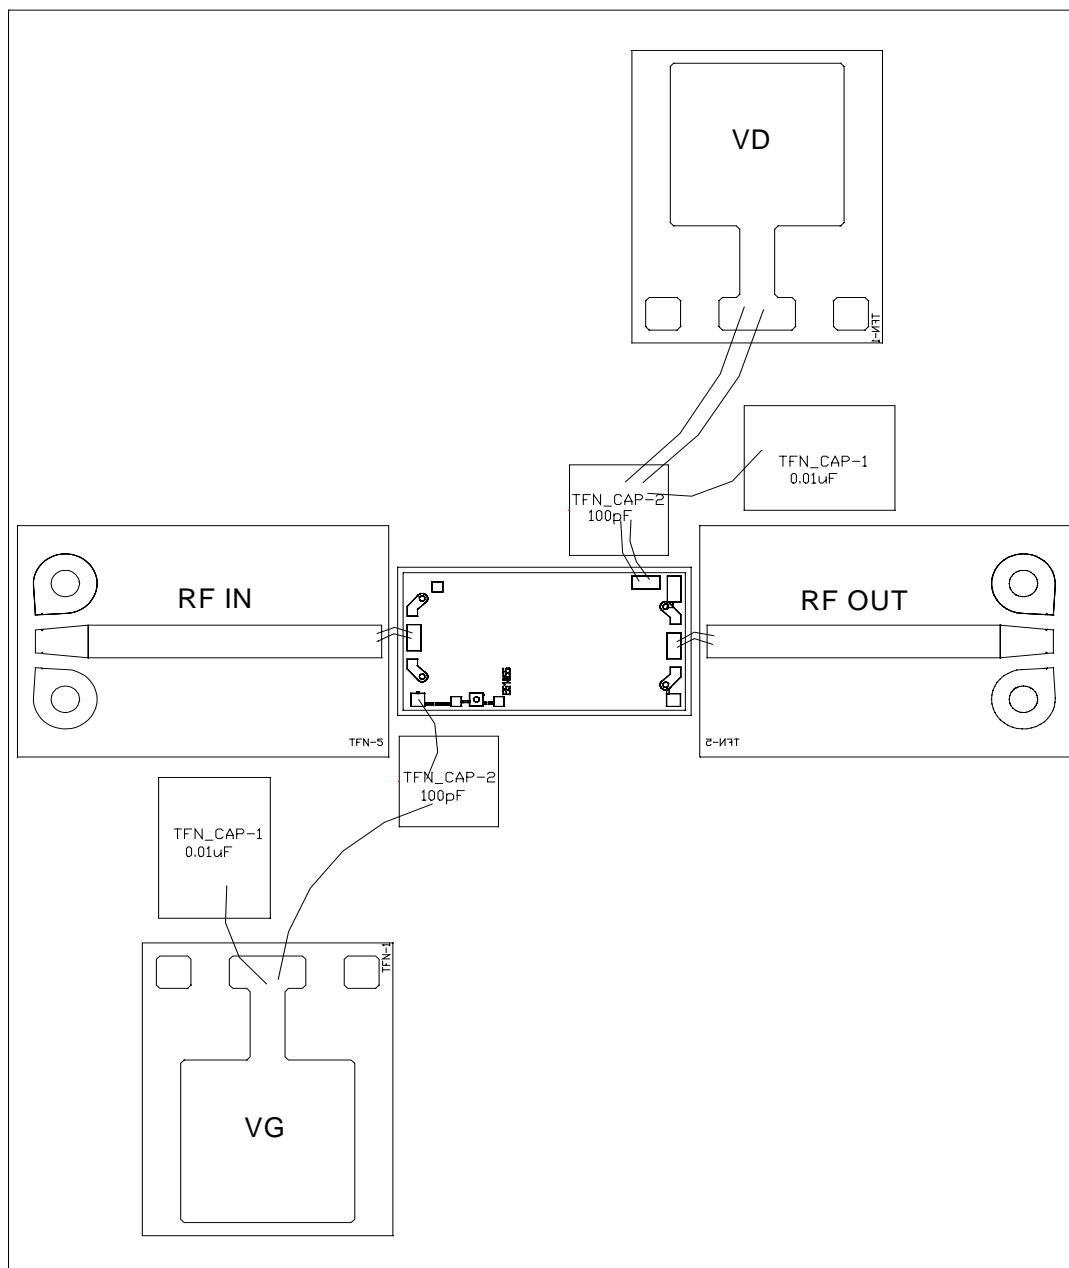 VD
TFN-1
TFN_CAP-1
0.01uF
TFN_CAP-2
100pF
RF IN
RF OUT
TFN-5
TFN-5
TFN_CAP-2
100pF
TFN_CAP-1
0.01uF
TFN-1
VG